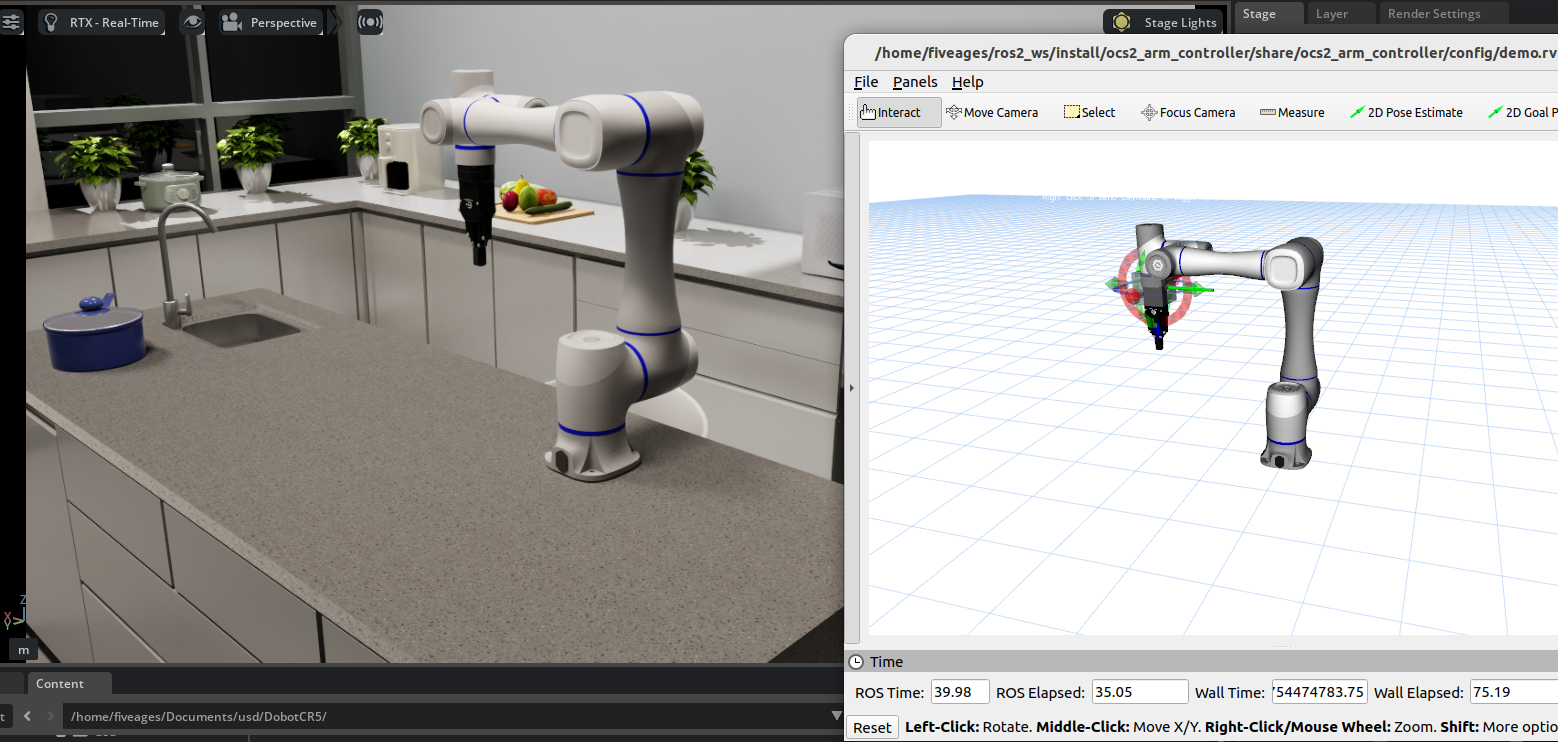 RTX - Real-Time
Perspective
Stage Lights
Stage
Layer
Render Settings
/home/fiveages/ros2_ws/install/ocs2_arm_controller/share/ocs2_arm_controller/config/demo.rv
File Panels Help
Interact
Move Camera
Select
Focus Camera
Measure
2D Pose Estimate
2D Goal P
Z
X
Y
m
Time
Content
ROS Time: 39.98 ROS Elapsed: 35.05 Wall Time: 754474783.75 Wall Elapsed: 75.19
/home/fiveages/Documents/usd/DobotCR5/
Reset Left-Click: Rotate. Middle-Click: Move X/Y. Right-Click/Mouse Wheel: Zoom. Shift: More optio